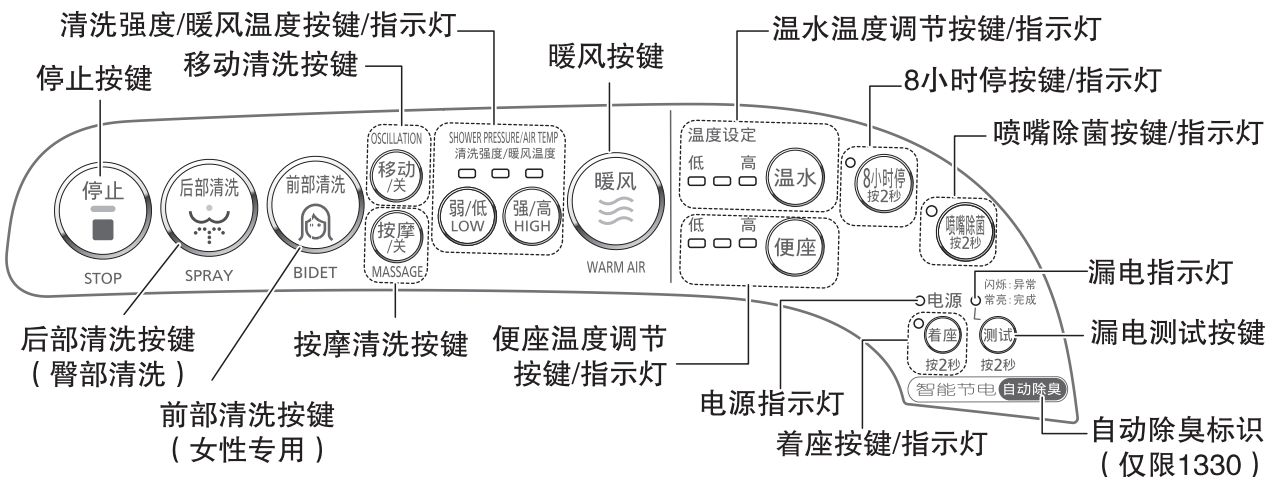 清洗强度/暖风温度按键/指示灯
移动清洗按键
停止按键
暖风按键
温水温度调节按键/指示灯
8小时停按键/指示灯
喷嘴除菌按键/指示灯
停止
STOP
后部清洗
SPRAY
前部清洗
BIDET
OSCILLATION
移动
/关
按摩
/关
MASSAGE
SHOWER PRESSURE/AIR TEMP
清洗强度/暖风温度
弱/低
LOW
强/高
HIGH
暖风
WARM AIR
温度设定
低 高
温水
低 高
便座
8小时停
按2秒
喷嘴除菌
按2秒
电源
闪烁:异常
常亮:完成
着座
按2秒
测试
按2秒
智能节电 自动除臭
漏电指示灯
漏电测试按键
后部清洗按键
(臀部清洗)
前部清洗按键
(女性专用)
按摩清洗按键
便座温度调节
按键/指示灯
电源指示灯
着座按键/指示灯
自动除臭标识
(仅限1330)